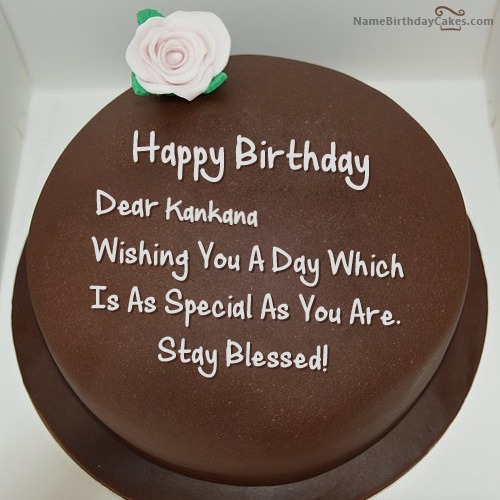 NameBirthdayCakes.com
Happy Birthday
Dear Kankana
Wishing You A Day Which
Is As Special As You Are.
Stay Blessed!